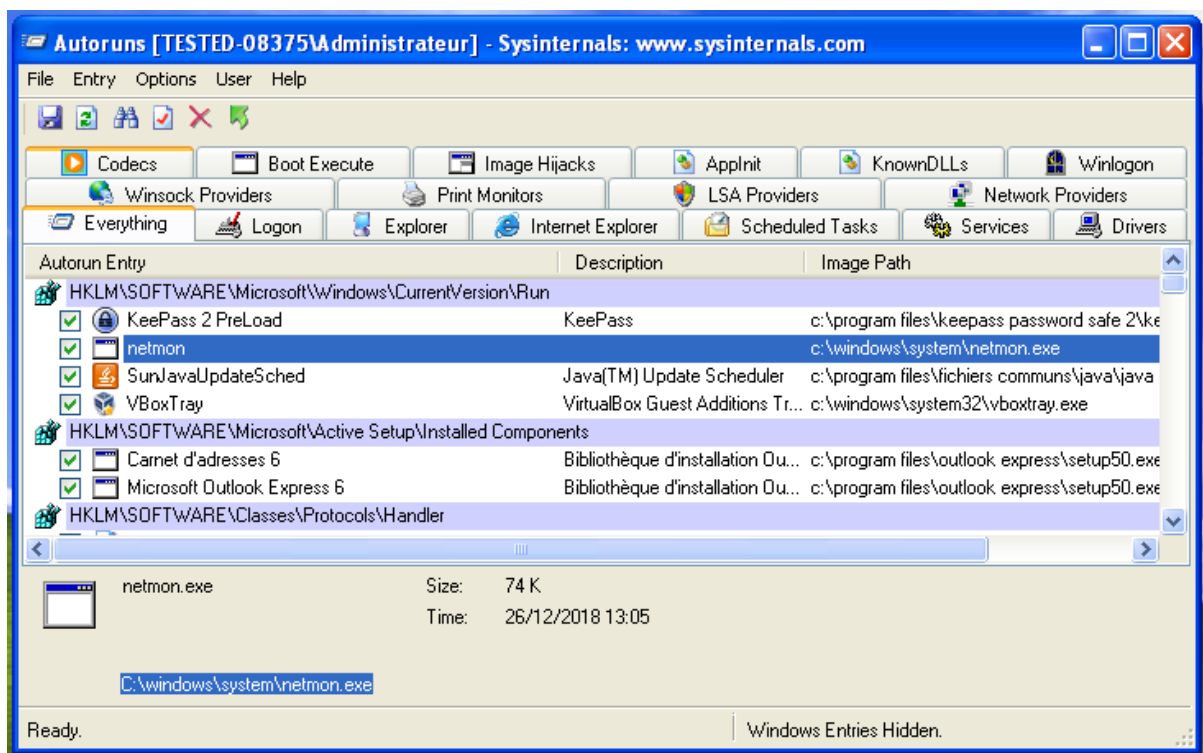 Autoruns [TESTED-08375\Administrateur] - Sysinternals: www.sysinternals.com
File Entry Options User Help
Codecs Boot Execute Image Hijacks AppInit KnownDLLs Winlogon
Winsock Providers Print Monitors LSA Providers Network Providers
Everything Logon Explorer Internet Explorer Scheduled Tasks Services Drivers
Autorun Entry Description Image Path
HKLM\SOFTWARE\Microsoft\Windows\CurrentVersion\Run
KeePass 2 PreLoad KeePass c:\program files\keepass password safe 2\ke
netmon c:\windows\system\netmon.exe
SunJavaUpdateSched Java(TM) Update Scheduler c:\program files\fichiers communs\java\java
VBoxTray VirtualBox Guest Additions Tr... c:\windows\system32\vboxtray.exe
HKLM\SOFTWARE\Microsoft\Active Setup\Installed Components
Carnet d'adresses 6 Bibliothèque d'installation Ou... c:\program files\outlook express\setup50.exe
Microsoft Outlook Express 6 Bibliothèque d'installation Ou... c:\program files\outlook express\setup50.exe
HKLM\SOFTWARE\Classes\Protocols\Handler
netmon.exe Size: 74 K
Time: 26/12/2018 13:05
C:\windows\system\netmon.exe
Ready. Windows Entries Hidden.